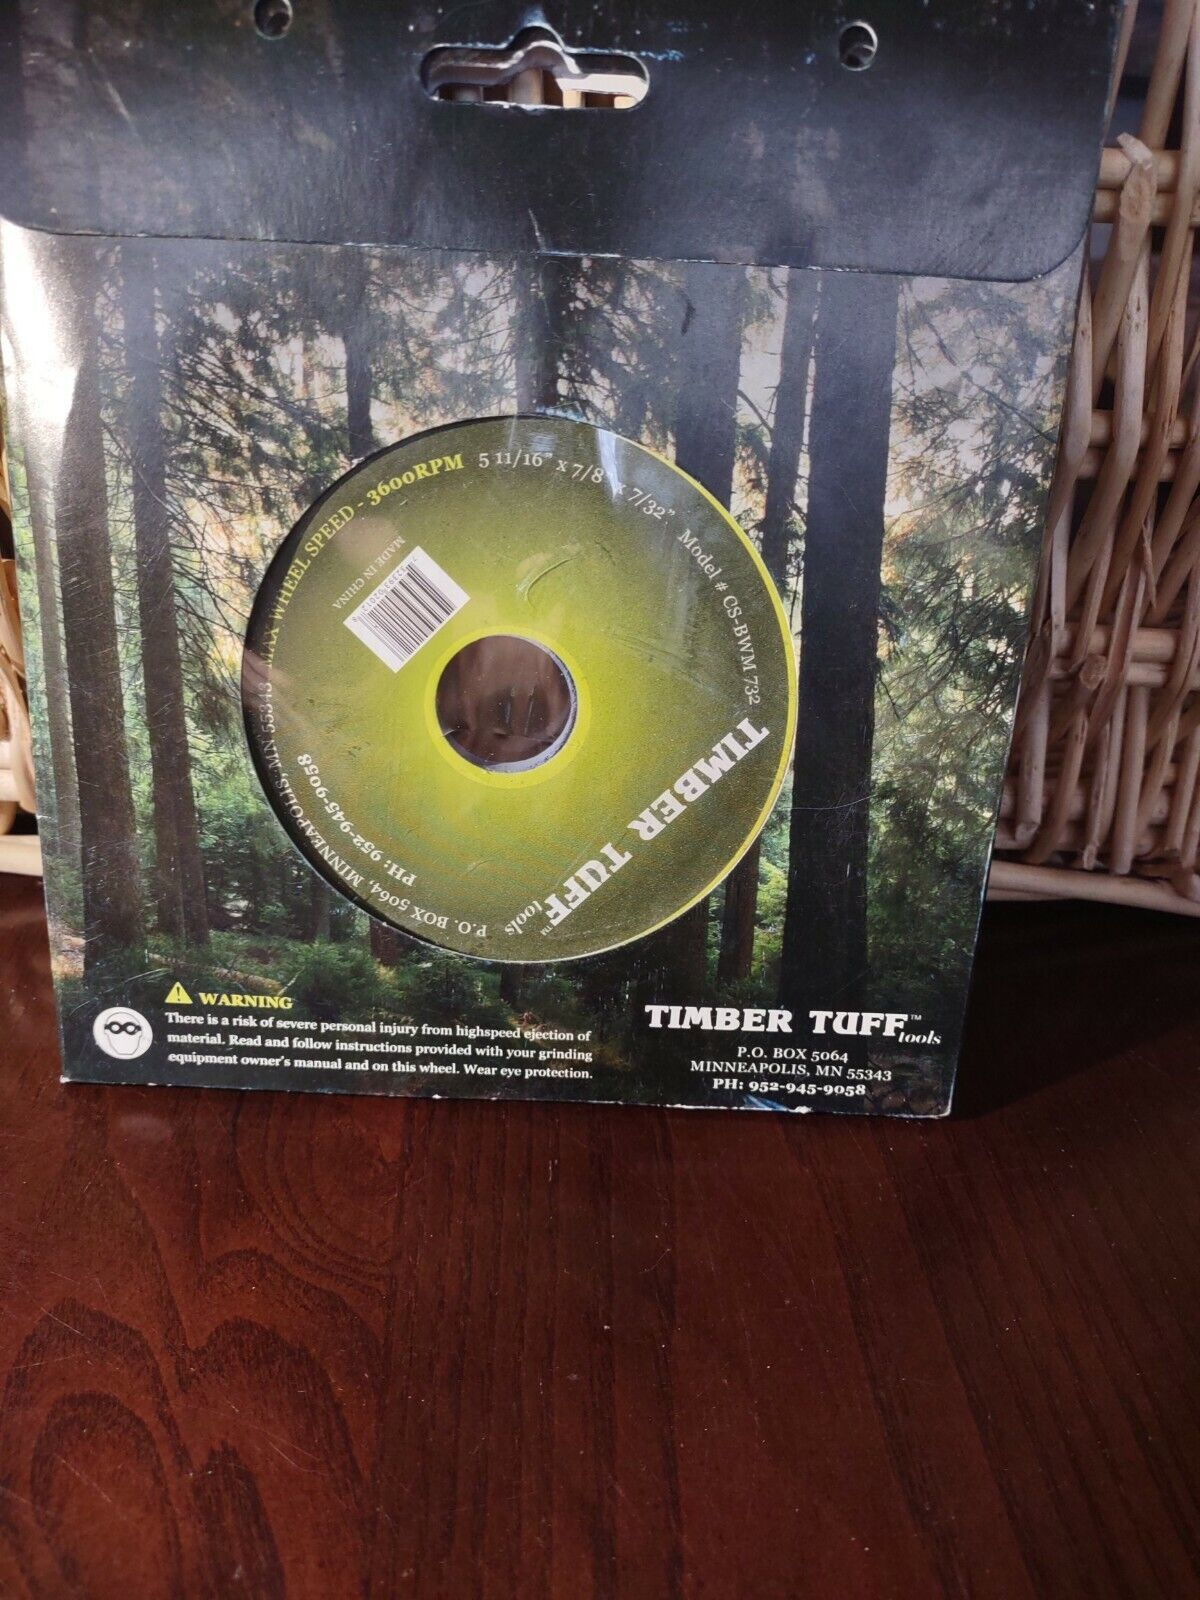 MAX WHEEL SPEED - 3600RPM
5 11/16" x 7/8" x 7/32"
Model # CS-BWM 732
MADE IN CHINA
TIMBER TUFF™
tools
P.O. BOX 5064, MINNEAPOLIS, MN 55343
PH: 952-945-9058
WARNING
There is a risk of severe personal injury from highspeed ejection of
material. Read and follow instructions provided with your grinding
equipment owner's manual and on this wheel. Wear eye protection.
TIMBER TUFF™
tools
P.O. BOX 5064
MINNEAPOLIS, MN 55343
PH: 952-945-9058